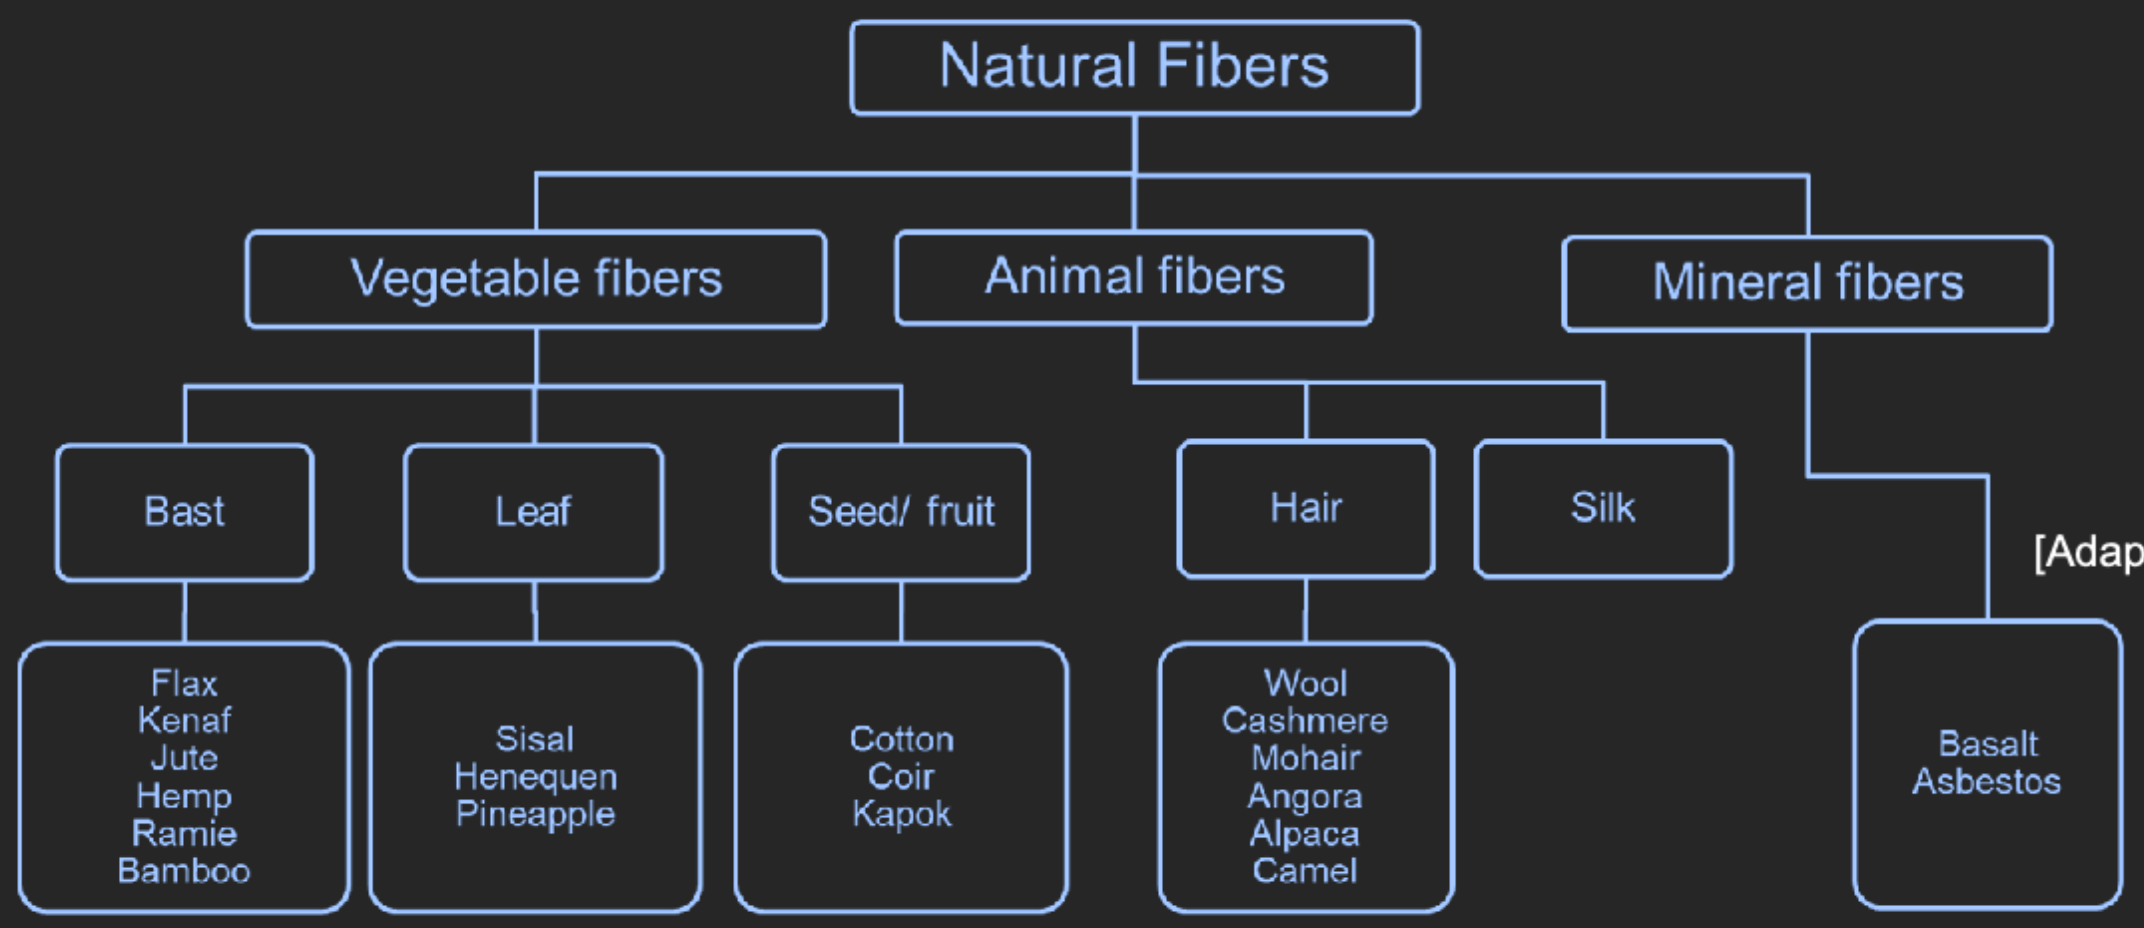 Natural Fibers
Vegetable fibers
Animal fibers
Mineral fibers
Bast
Leaf
Seed/ fruit
Hair
Silk
[Adap
Flax
Kenaf
Jute
Hemp
Ramie
Bamboo
Sisal
Henequen
Pineapple
Cotton
Coir
Kapok
Wool
Cashmere
Mohair
Angora
Alpaca
Camel
Basalt
Asbestos